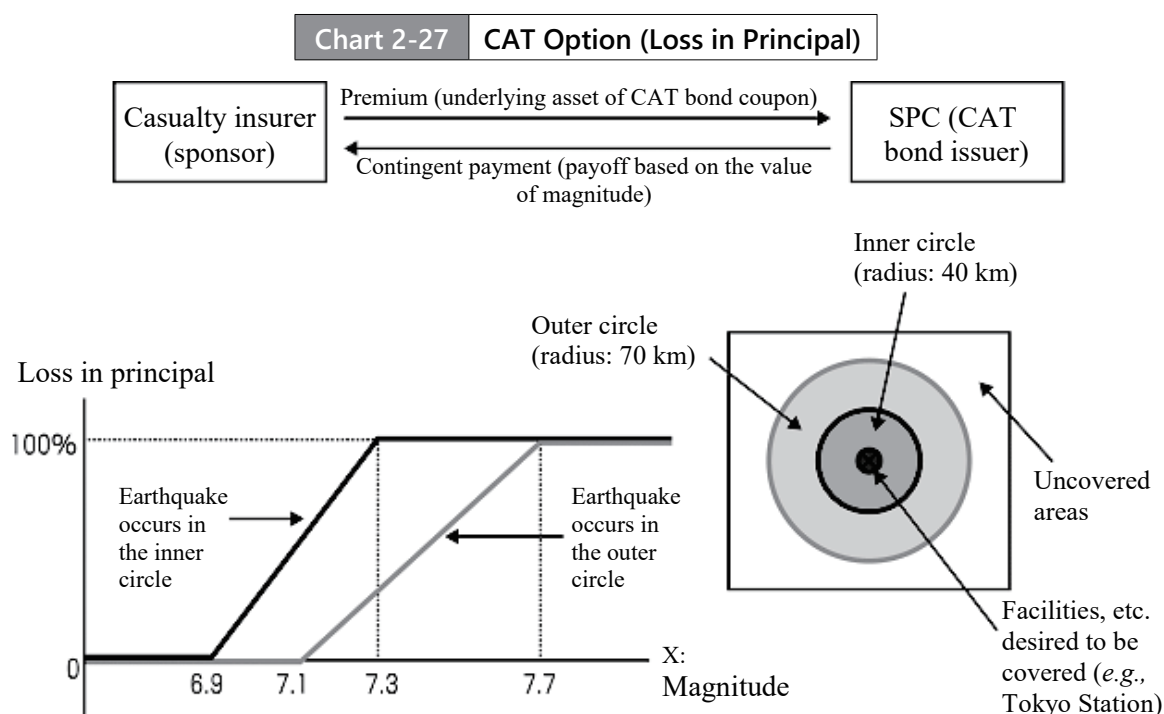 Chart 2-27 CAT Option (Loss in Principal)
Casualty insurer
(sponsor)
Premium (underlying asset of CAT bond coupon)
Contingent payment (payoff based on the value
of magnitude)
SPC (CAT
bond issuer)
Loss in principal
100%
0
Earthquake
occurs in
the inner
circle
Earthquake
occurs in
the outer
circle
6.9 7.1 7.3 7.7
X:
Magnitude
Inner circle
(radius: 40 km)
Outer circle
(radius: 70 km)
Uncovered
areas
Facilities, etc.
desired to be
covered (e.g.,
Tokyo Station)